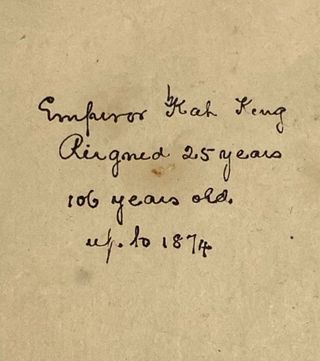 Emperor Kah Keng
Reigned 25 years
106 years old.
up. to 1874